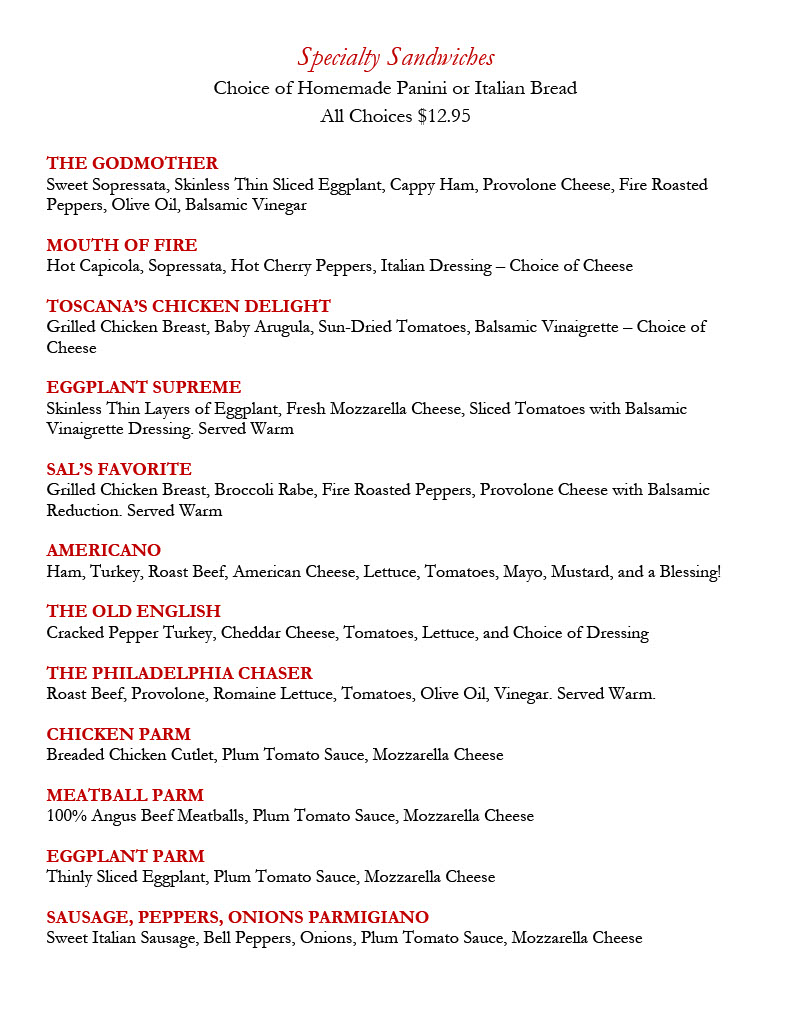 Specialty Sandwiches
Choice of Homemade Panini or Italian Bread
All Choices $12.95
THE GODMOTHER
Sweet Sopressata, Skinless Thin Sliced Eggplant, Cappy Ham, Provolone Cheese, Fire Roasted
Peppers, Olive Oil, Balsamic Vinegar
MOUTH OF FIRE
Hot Capicola, Sopressata, Hot Cherry Peppers, Italian Dressing – Choice of Cheese
TOSCANA’S CHICKEN DELIGHT
Grilled Chicken Breast, Baby Arugula, Sun-Dried Tomatoes, Balsamic Vinaigrette – Choice of
Cheese
EGGPLANT SUPREME
Skinless Thin Layers of Eggplant, Fresh Mozzarella Cheese, Sliced Tomatoes with Balsamic
Vinaigrette Dressing. Served Warm
SAL’S FAVORITE
Grilled Chicken Breast, Broccoli Rabe, Fire Roasted Peppers, Provolone Cheese with Balsamic
Reduction. Served Warm
AMERICANO
Ham, Turkey, Roast Beef, American Cheese, Lettuce, Tomatoes, Mayo, Mustard, and a Blessing!
THE OLD ENGLISH
Cracked Pepper Turkey, Cheddar Cheese, Tomatoes, Lettuce, and Choice of Dressing
THE PHILADELPHIA CHASER
Roast Beef, Provolone, Romaine Lettuce, Tomatoes, Olive Oil, Vinegar. Served Warm.
CHICKEN PARM
Breaded Chicken Cutlet, Plum Tomato Sauce, Mozzarella Cheese
MEATBALL PARM
100% Angus Beef Meatballs, Plum Tomato Sauce, Mozzarella Cheese
EGGPLANT PARM
Thinly Sliced Eggplant, Plum Tomato Sauce, Mozzarella Cheese
SAUSAGE, PEPPERS, ONIONS PARMIGIANO
Sweet Italian Sausage, Bell Peppers, Onions, Plum Tomato Sauce, Mozzarella Cheese